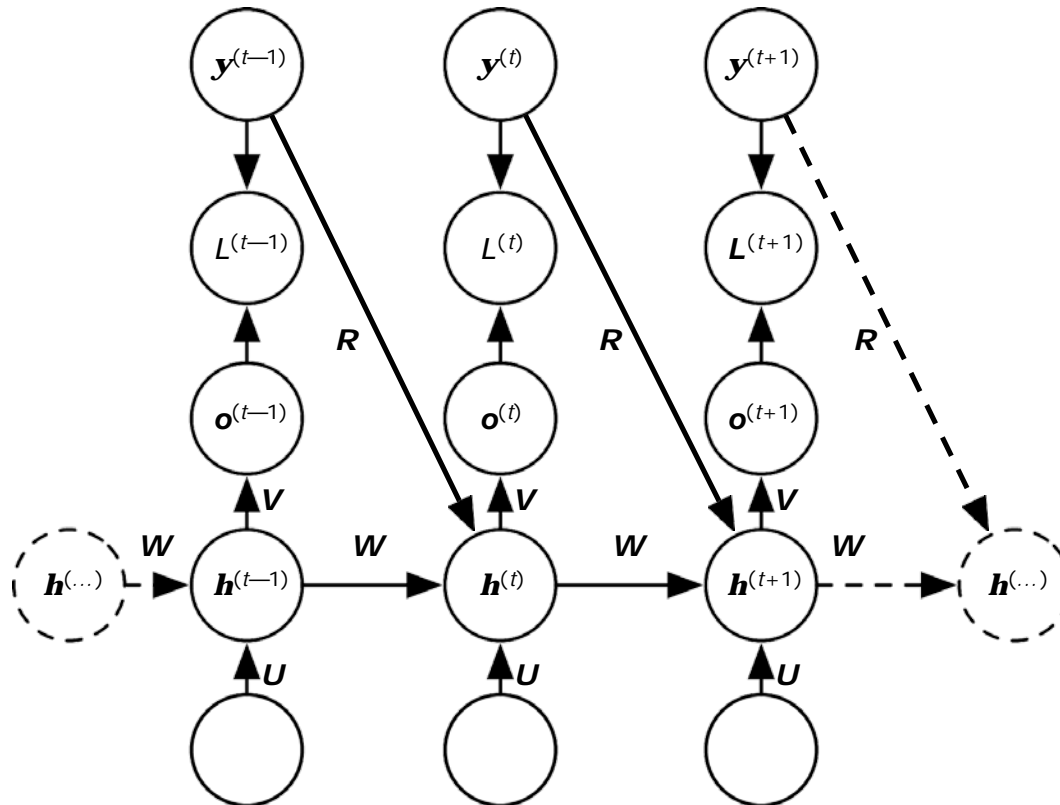 y(t—1) y(t) y(t+1)
L(t—1) L(t) L(t+1)
R R R
o(t—1) o(t) o(t+1)
V V V
W W W W
h(...) h(t—1) h(t) h(t+1) h(...)
U U U